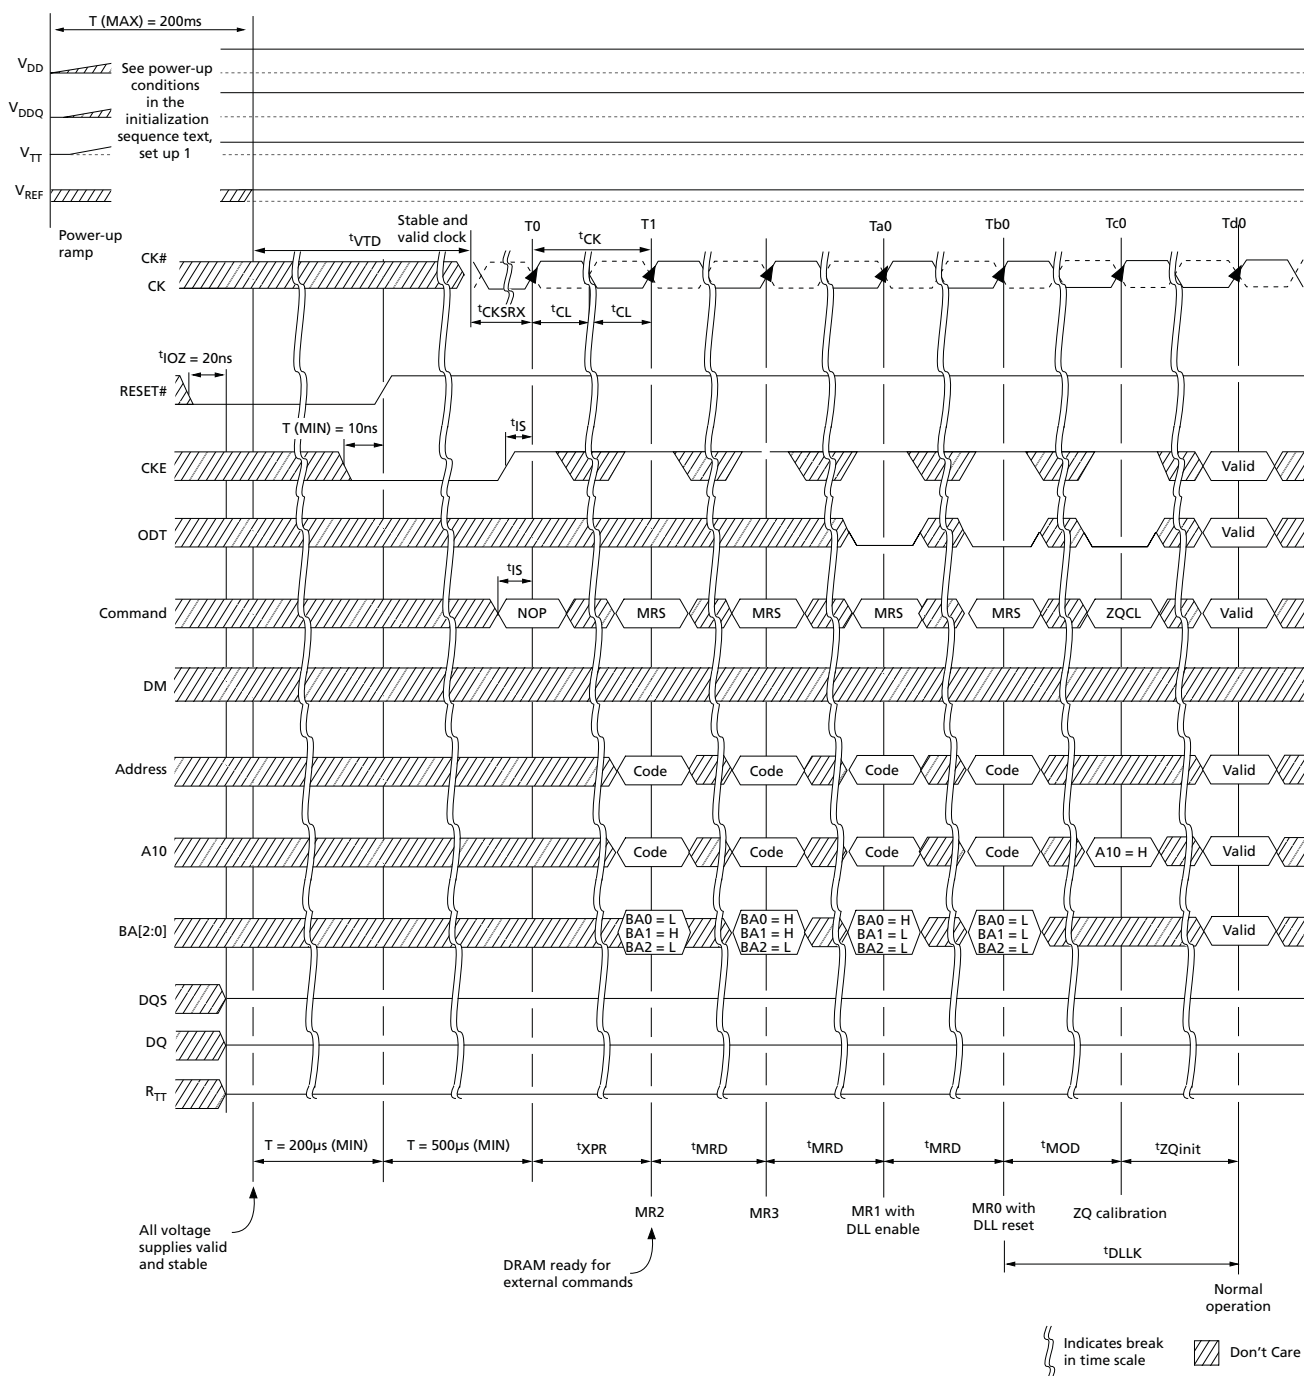 T (MAX) = 200ms
VDD
See power-up
conditions
in the
initialization
sequence text,
set up 1
VDDQ
VTT
VREF
Power-up
ramp
tVTD
Stable and
valid clock
T0
tCK
T1
Ta0
Tb0
Tc0
Td0
CK#
CK
tCKSRX
tCL
tCL
tIOZ = 20ns
RESET#
T (MIN) = 10ns
tIS
CKE
Valid
ODT
Valid
tIS
Command
NOP
MRS
MRS
MRS
MRS
ZQCL
Valid
DM
Address
Code
Code
Code
Code
Valid
A10
Code
Code
Code
Code
A10 = H
Valid
BA[2:0]
BA0 = L
BA1 = H
BA2 = L
BA0 = H
BA1 = H
BA2 = L
BA0 = H
BA1 = L
BA2 = L
BA0 = L
BA1 = L
BA2 = L
Valid
DQS
DQ
RTT
T = 200µs (MIN)
T = 500µs (MIN)
tXPR
tMRD
tMRD
tMRD
tMOD
tZQinit
All voltage
supplies valid
and stable
MR2
MR3
MR1 with
DLL enable
MR0 with
DLL reset
ZQ calibration
DRAM ready for
external commands
tDLLK
Normal
operation
Indicates break
in time scale
Don't Care